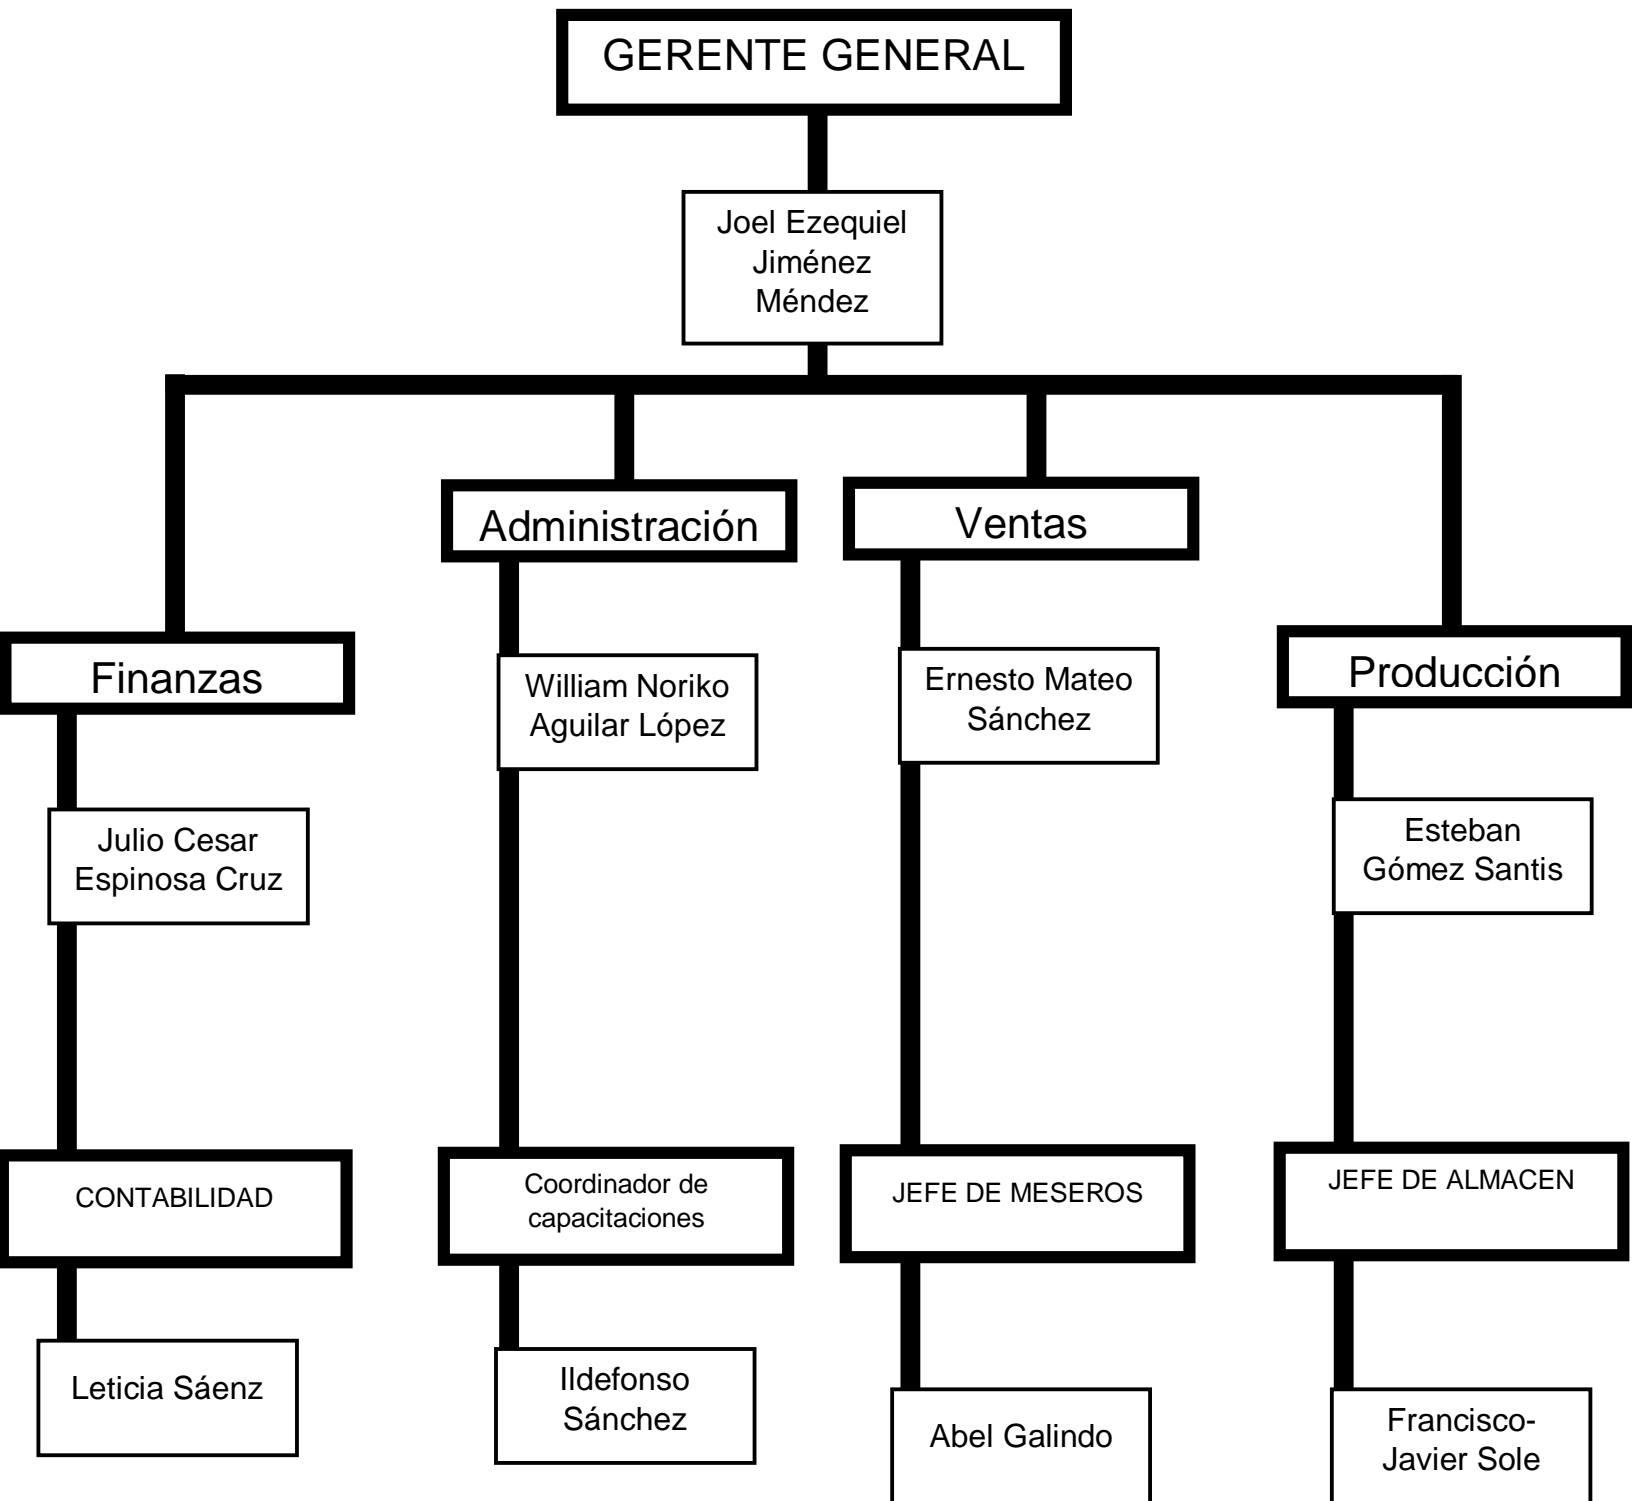 GERENTE GENERAL
Joel Ezequiel
Jiménez
Méndez
Administración
Ventas
Finanzas
Producción
William Noriko
Aguilar López
Ernesto Mateo
Sánchez
Julio Cesar
Espinosa Cruz
Esteban
Gómez Santis
CONTABILIDAD
Coordinador de
capacitaciones
JEFE DE MESEROS
JEFE DE ALMACEN
Leticia Sáenz
Ildefonso
Sánchez
Abel Galindo
Francisco-
Javier Sole